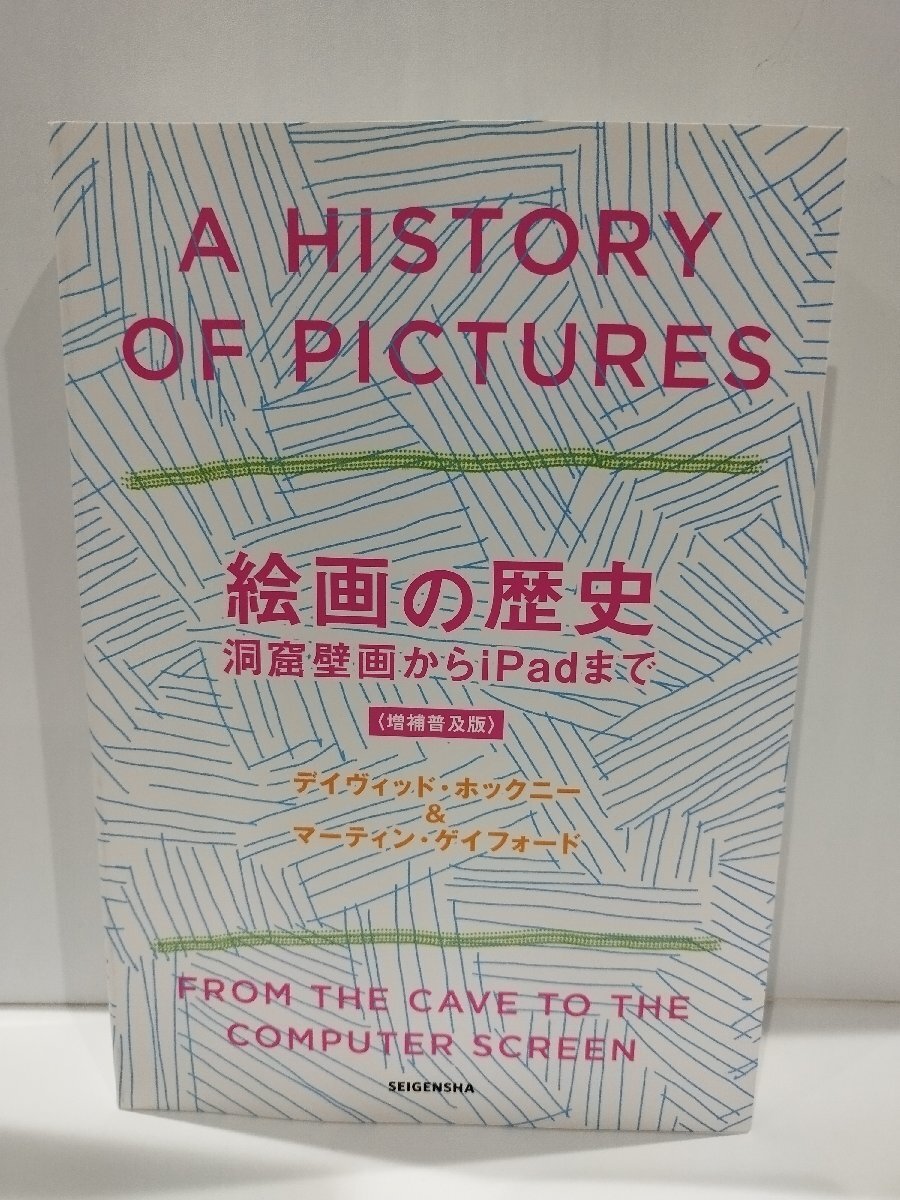 A HISTORY
OF PICTURES
絵画の歴史
洞窟壁画からiPadまで
〈増補普及版〉
デイヴィッド・ホックニー
&
マーティン・ゲイフォード
FROM THE CAVE TO THE
COMPUTER SCREEN
SEIGENSHA